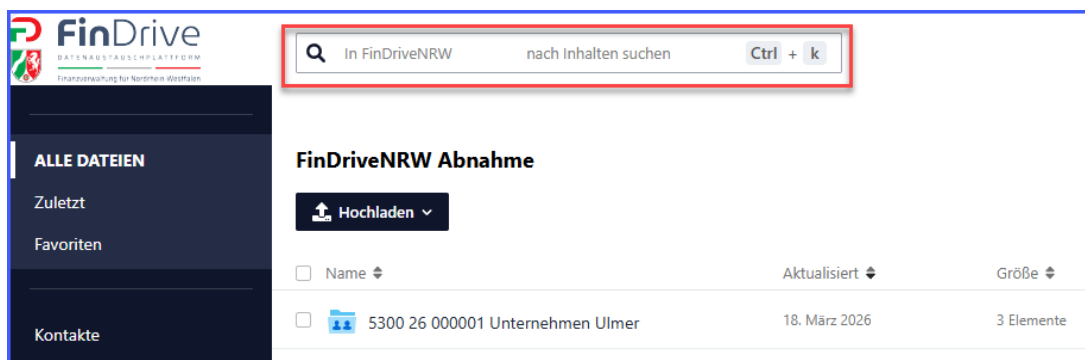 FinDrive
DATENAUSTAUSCHPLATTFORM
Finanzverwaltung für Nordrhein-Westfalen
In FinDriveNRW nach Inhalten suchen Ctrl + k
ALLE DATEIEN
Zuletzt
Favoriten
Kontakte
FinDriveNRW Abnahme
Hochladen
Name Aktualisiert Größe
5300 26 000001 Unternehmen Ulmer 18. März 2026 3 Elemente